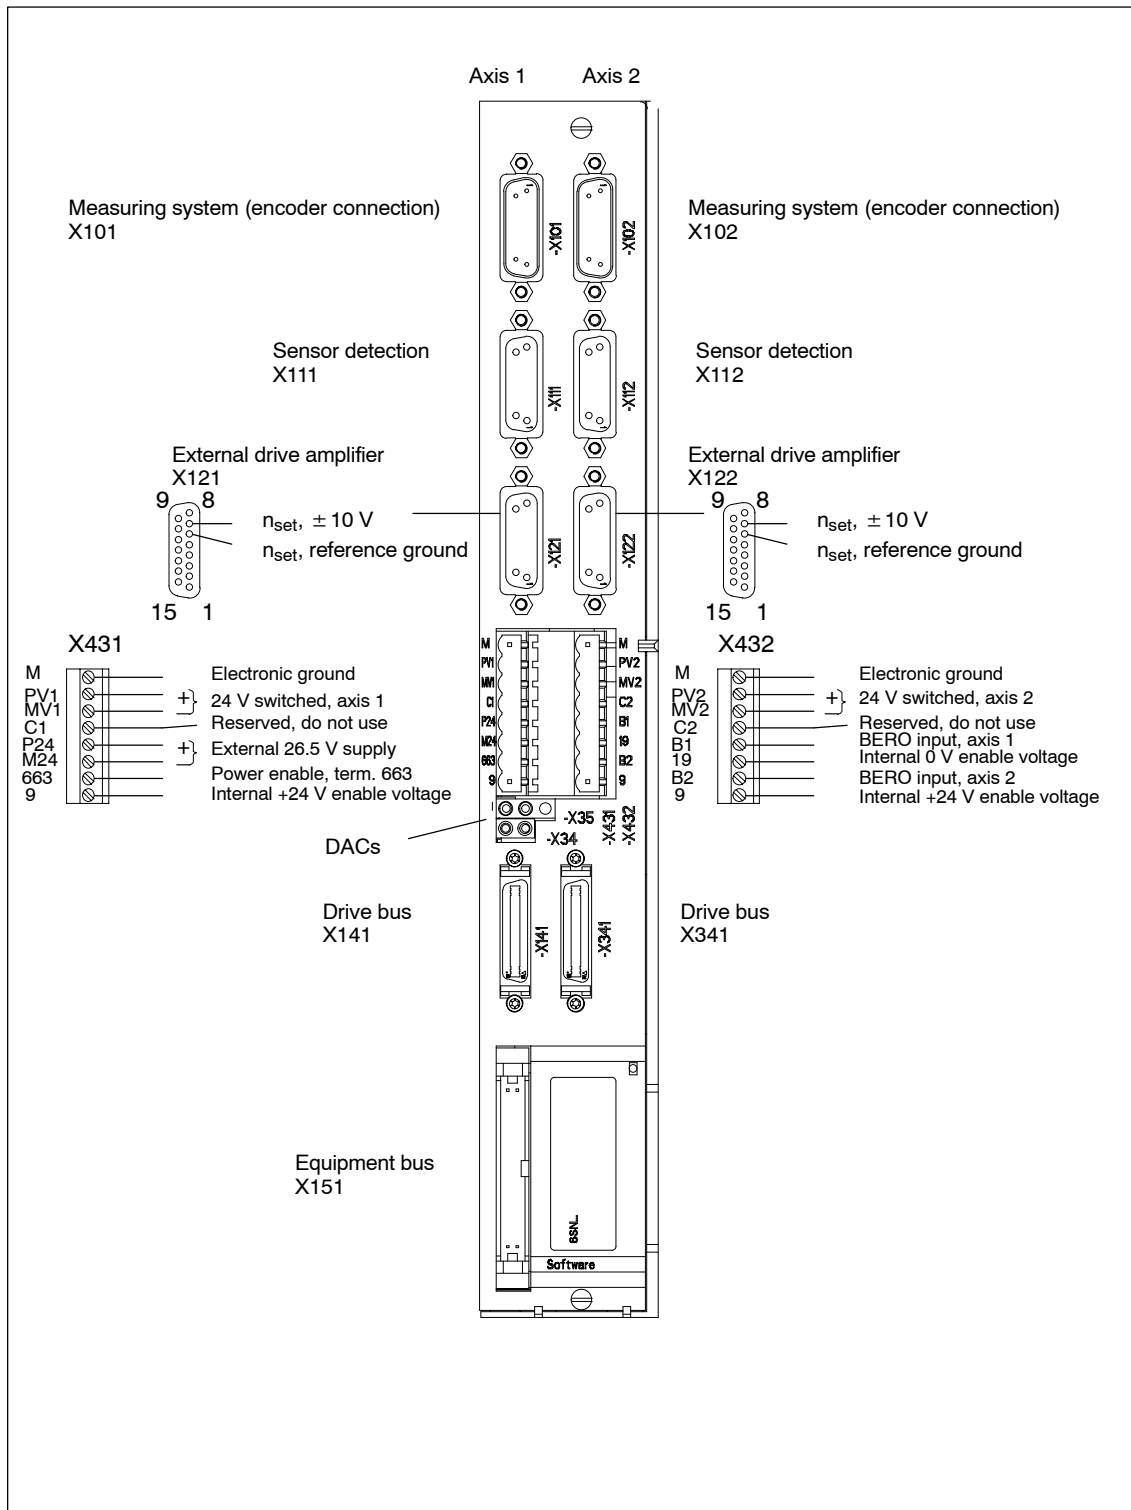 Axis 1 Axis 2
Measuring system (encoder connection)
X101
Measuring system (encoder connection)
X102
-X101
-X102
Sensor detection
X111
Sensor detection
X112
-X111
-X112
External drive amplifier
X121
9 8
nset, ± 10 V
nset, reference ground
15 1
External drive amplifier
X122
9 8
nset, ± 10 V
nset, reference ground
15 1
-X121
-X122
X431
M Electronic ground
PV1
MV1
+ 24 V switched, axis 1
C1 Reserved, do not use
P24
M24
+ External 26.5 V supply
663 Power enable, term. 663
9 Internal +24 V enable voltage
M
PV1
MV1
C1
P24
M24
663
9
M
PV2
MV2
C2
B1
19
B2
9
X432
M Electronic ground
PV2
MV2
+ 24 V switched, axis 2
C2 Reserved, do not use
B1 BERO input, axis 1
19 Internal 0 V enable voltage
B2 BERO input, axis 2
9 Internal +24 V enable voltage
-X35
-X34
-X431
-X432
DACs
Drive bus
X141
Drive bus
X341
-X141
-X341
Equipment bus
X151
6SN..
Software